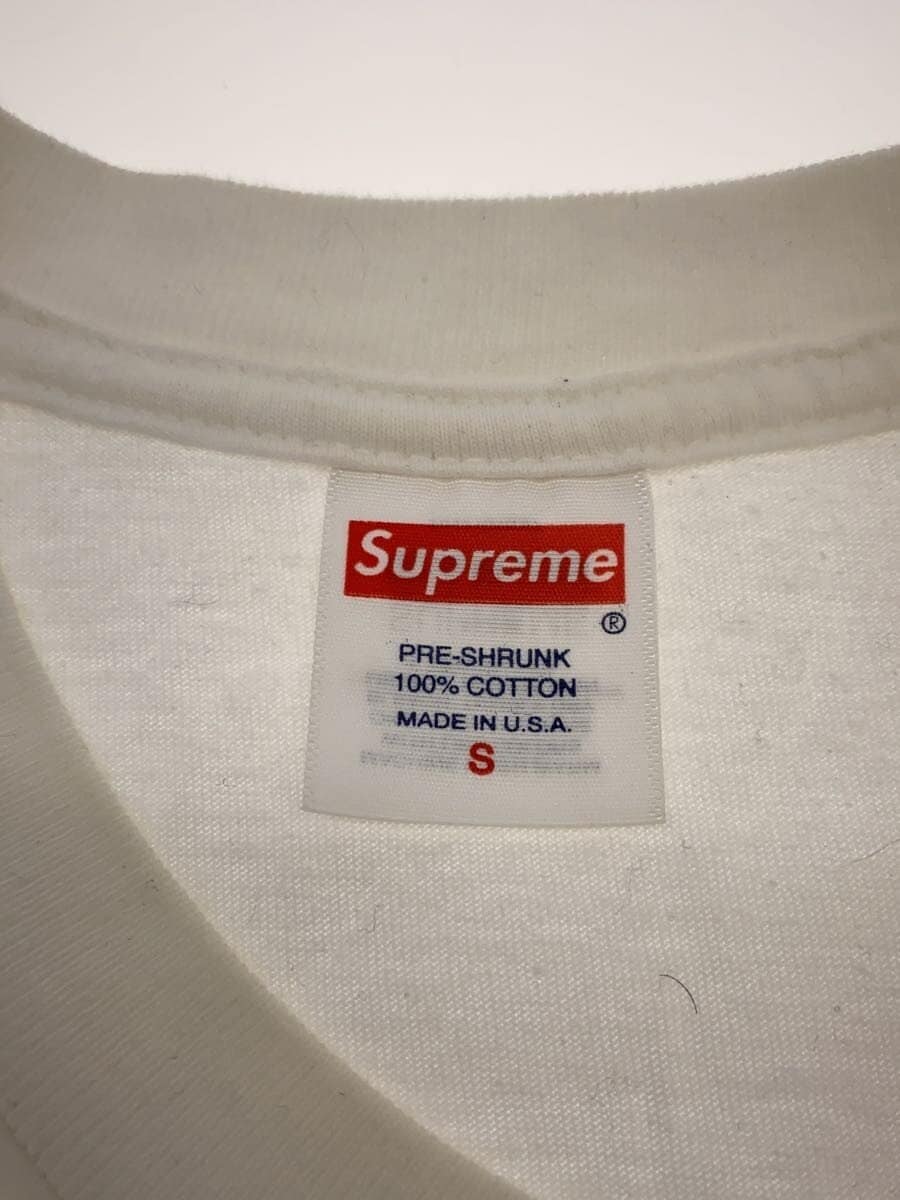 Supreme
®
PRE-SHRUNK
100% COTTON
MADE IN U.S.A.
S